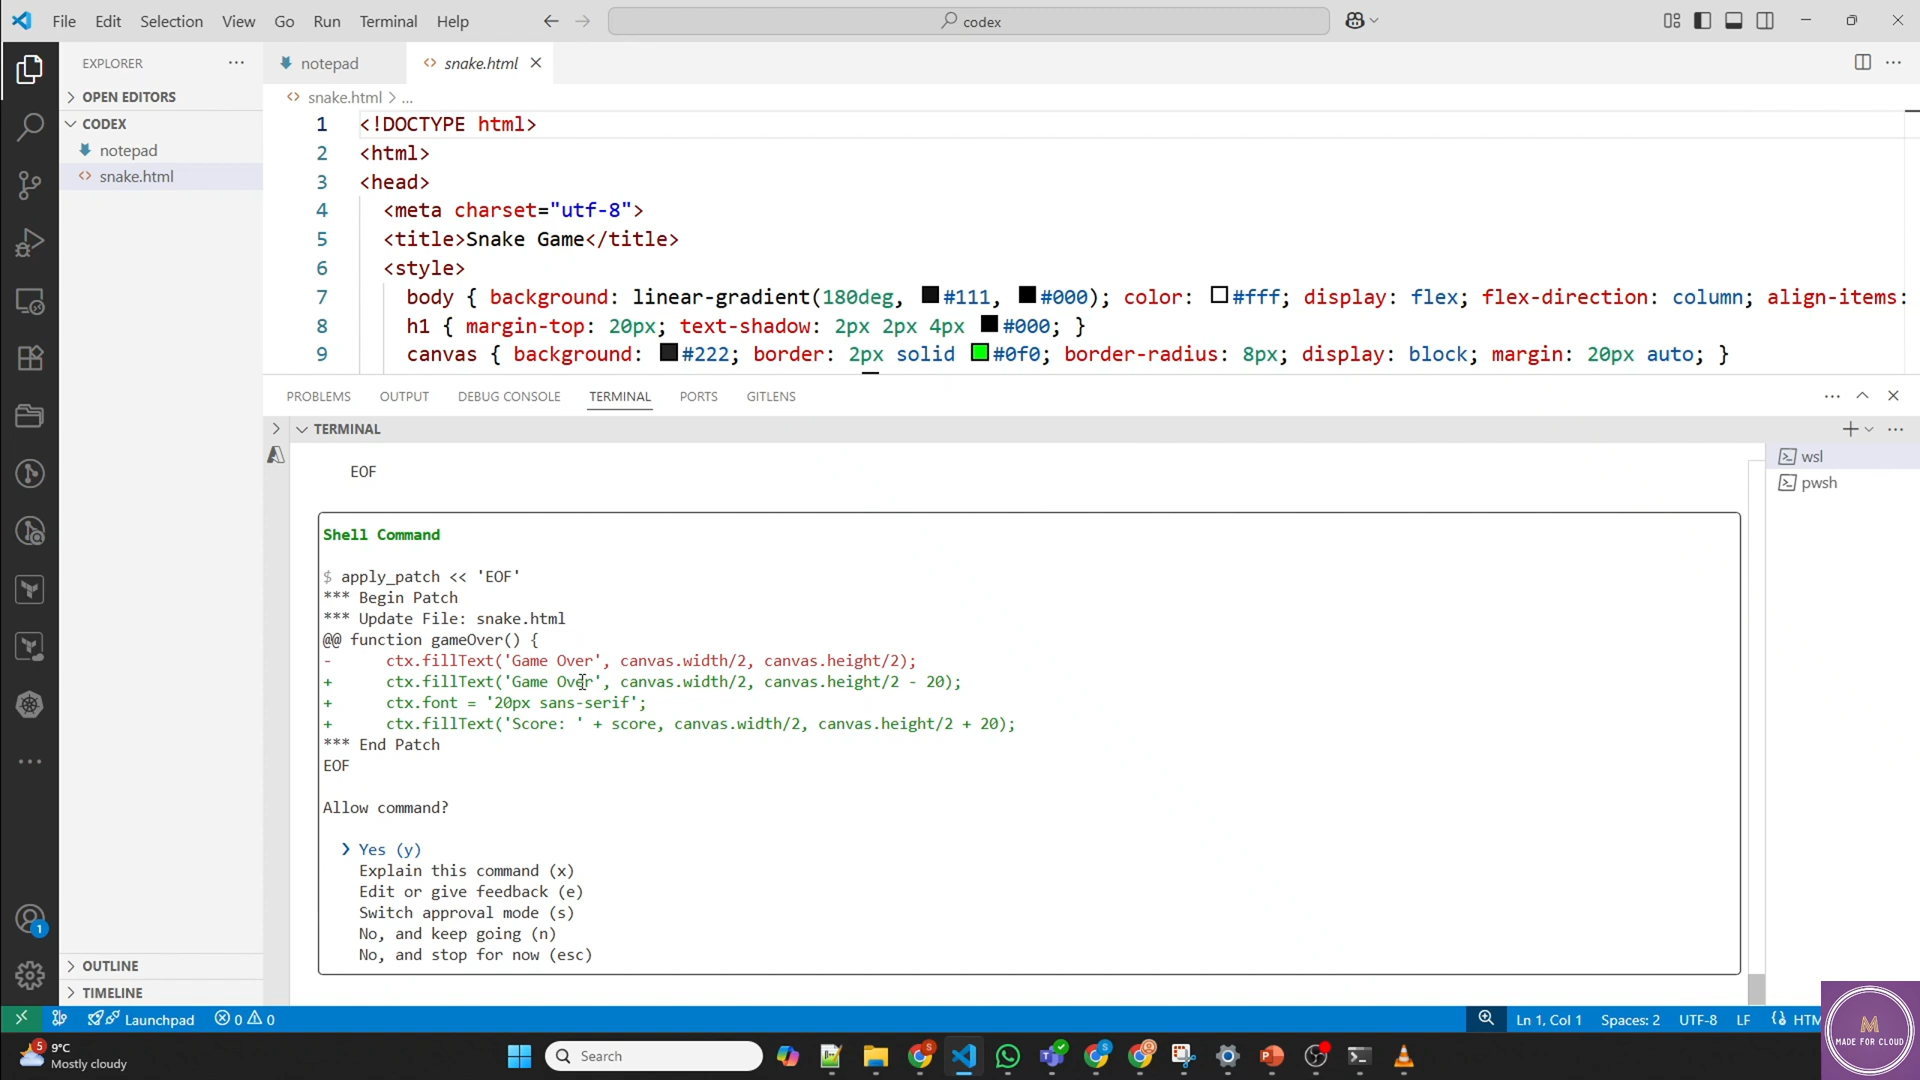 File Edit Selection View Go Run Terminal Help
codex
EXPLORER
OPEN EDITORS
CODEX
notepad
snake.html
OUTLINE
TIMELINE
notepad
snake.html
snake.html > ...
1 <!DOCTYPE html>
2 <html>
3 <head>
4 <meta charset="utf-8">
5 <title>Snake Game</title>
6 <style>
7 body { background: linear-gradient(180deg, #111, #000); color: #fff; display: flex; flex-direction: column; align-items:
8 h1 { margin-top: 20px; text-shadow: 2px 2px 4px #000; }
9 canvas { background: #222; border: 2px solid #0f0; border-radius: 8px; display: block; margin: 20px auto; }
PROBLEMS OUTPUT DEBUG CONSOLE TERMINAL PORTS GITLENS
TERMINAL
wsl
pwsh
EOF
Shell Command
$ apply_patch << 'EOF'
*** Begin Patch
*** Update File: snake.html
@@ function gameOver() {
- ctx.fillText('Game Over', canvas.width/2, canvas.height/2);
+ ctx.fillText('Game Over', canvas.width/2, canvas.height/2 - 20);
+ ctx.font = '20px sans-serif';
+ ctx.fillText('Score: ' + score, canvas.width/2, canvas.height/2 + 20);
*** End Patch
EOF
Allow command?
❯ Yes (y)
Explain this command (x)
Edit or give feedback (e)
Switch approval mode (s)
No, and keep going (n)
No, and stop for now (esc)
1
Launchpad 0 0
Ln 1, Col 1 Spaces: 2 UTF-8 LF HTM
5
9°C
Mostly cloudy
Search
M
MADE FOR CLOUD